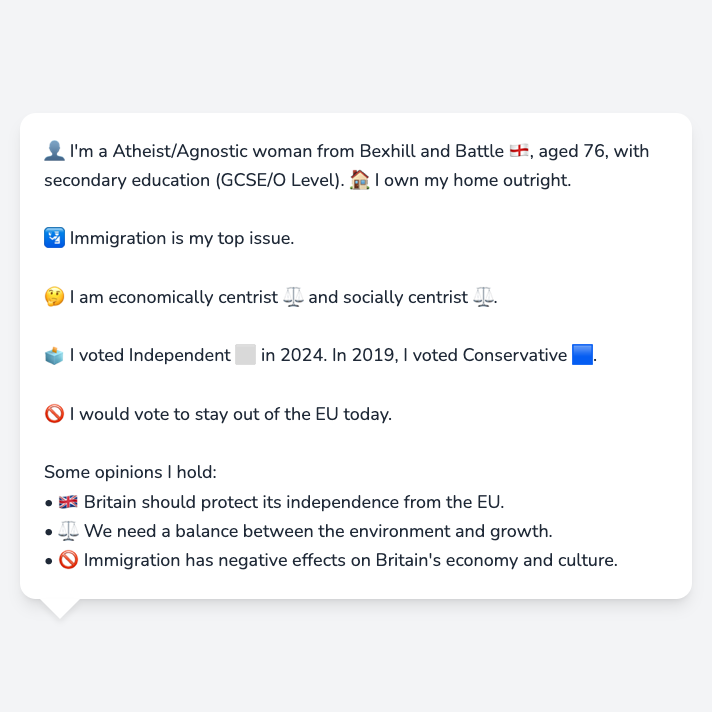 👤 I'm a Atheist/Agnostic woman from Bexhill and Battle 🏴󠁧󠁢󠁥󠁮󠁧󠁿, aged 76, with
secondary education (GCSE/O Level). 🏠 I own my home outright.
🛂 Immigration is my top issue.
🤔 I am economically centrist ⚖️ and socially centrist ⚖️.
🗳️ I voted Independent ⬜ in 2024. In 2019, I voted Conservative 🟦.
🚫 I would vote to stay out of the EU today.
Some opinions I hold:
• 🇬🇧 Britain should protect its independence from the EU.
• ⚖️ We need a balance between the environment and growth.
• 🚫 Immigration has negative effects on Britain's economy and culture.